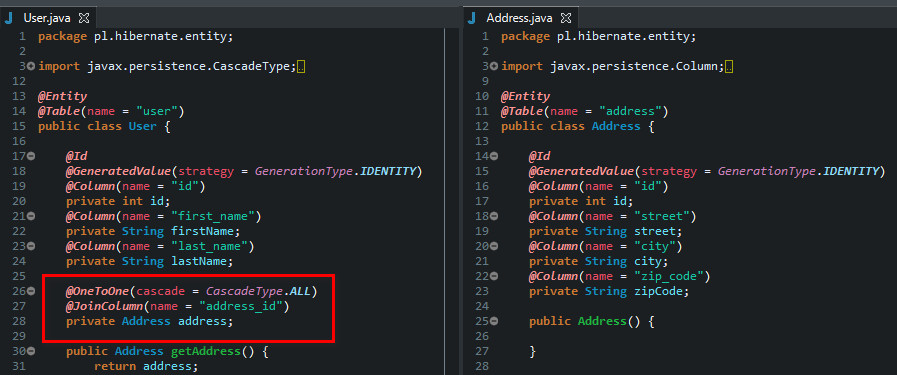 User.java
1 package pl.hibernate.entity;
2
3 import javax.persistence.CascadeType;
12
13 @Entity
14 @Table(name = "user")
15 public class User {
16
17 @Id
18 @GeneratedValue(strategy = GenerationType.IDENTITY)
19 @Column(name = "id")
20 private int id;
21 @Column(name = "first_name")
22 private String firstName;
23 @Column(name = "last_name")
24 private String lastName;
25
26 @OneToOne(cascade = CascadeType.ALL)
27 @JoinColumn(name = "address_id")
28 private Address address;
29
30 public Address getAddress() {
31 return address;
Address.java
1 package pl.hibernate.entity;
2
3 import javax.persistence.Column;
9
10 @Entity
11 @Table(name = "address")
12 public class Address {
13
14 @Id
15 @GeneratedValue(strategy = GenerationType.IDENTITY)
16 @Column(name = "id")
17 private int id;
18 @Column(name = "street")
19 private String street;
20 @Column(name = "city")
21 private String city;
22 @Column(name = "zip_code")
23 private String zipCode;
24
25 public Address() {
26
27 }
28